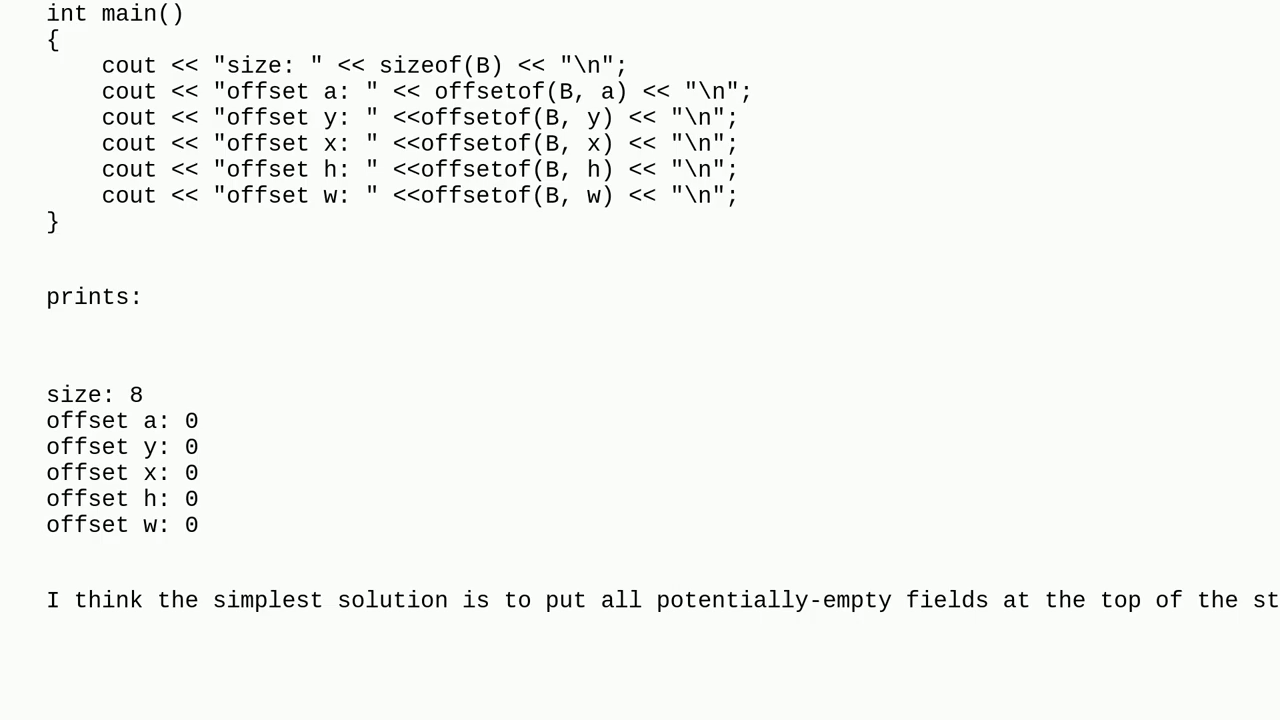 int main()
{
    cout << "size: " << sizeof(B) << "\n";
    cout << "offset a: " << offsetof(B, a) << "\n";
    cout << "offset y: " <<offsetof(B, y) << "\n";
    cout << "offset x: " <<offsetof(B, x) << "\n";
    cout << "offset h: " <<offsetof(B, h) << "\n";
    cout << "offset w: " <<offsetof(B, w) << "\n";
}
prints:
size: 8
offset a: 0
offset y: 0
offset x: 0
offset h: 0
offset w: 0
I think the simplest solution is to put all potentially-empty fields at the top of the st